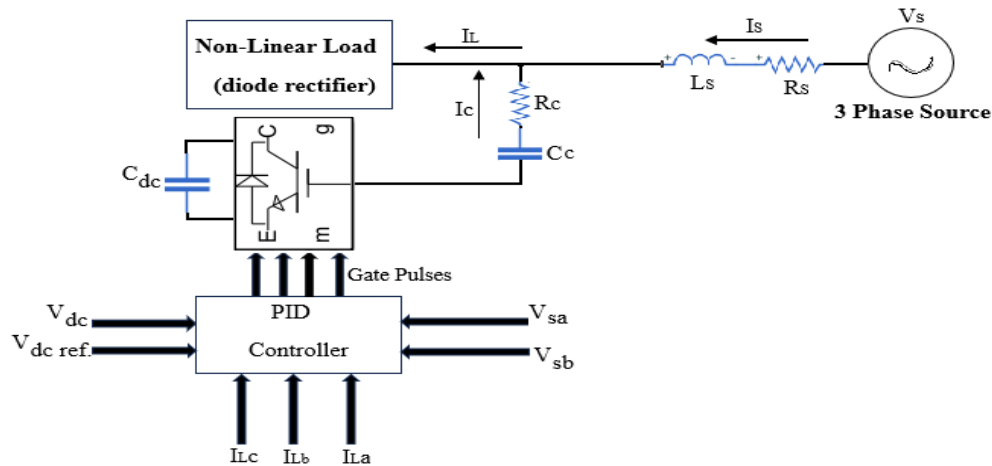 Vs
Is
IL
Non-Linear Load
(diode rectifier)
Ls
Rs
3 Phase Source
Ic
Rc
Cc
+ -
+
C g
E m
Cdc
Gate Pulses
PID
Controller
Vdc
Vdc ref.
Vsa
Vsb
ILc ILb ILa